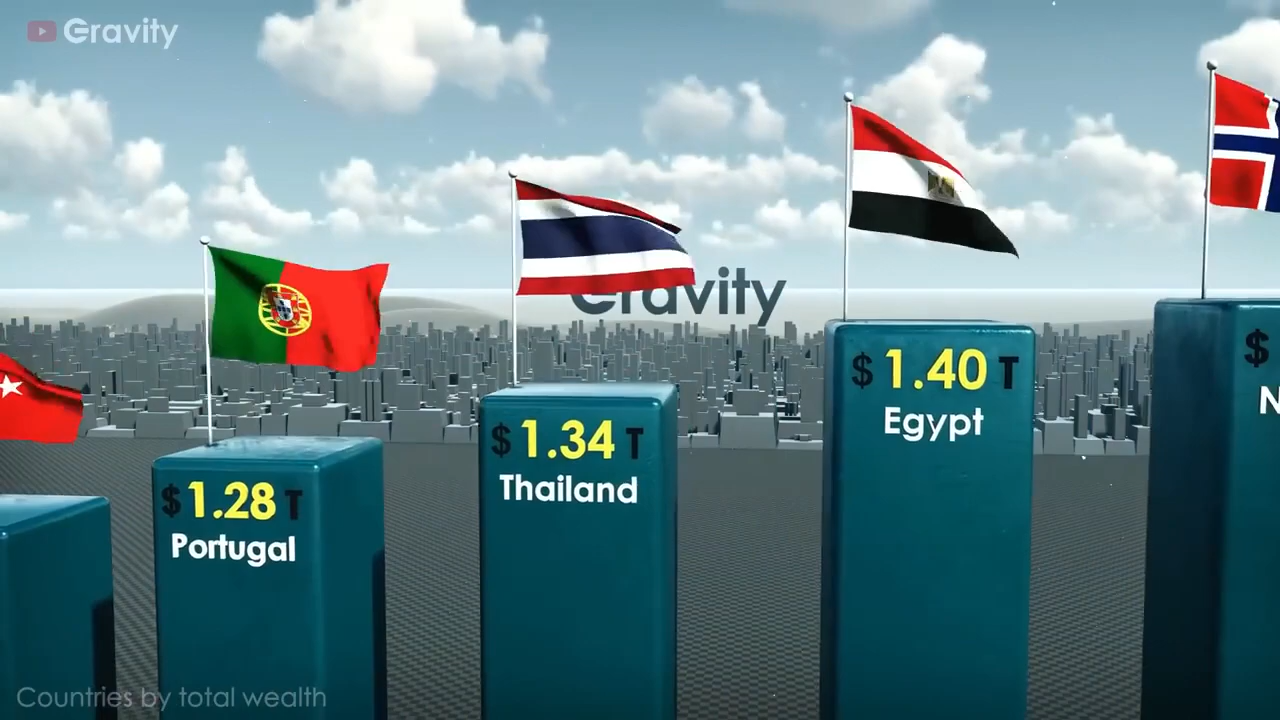 Gravity
Gravity
$ 1.28 T
Portugal
$ 1.34 T
Thailand
$ 1.40 T
Egypt
$
N
Countries by total wealth